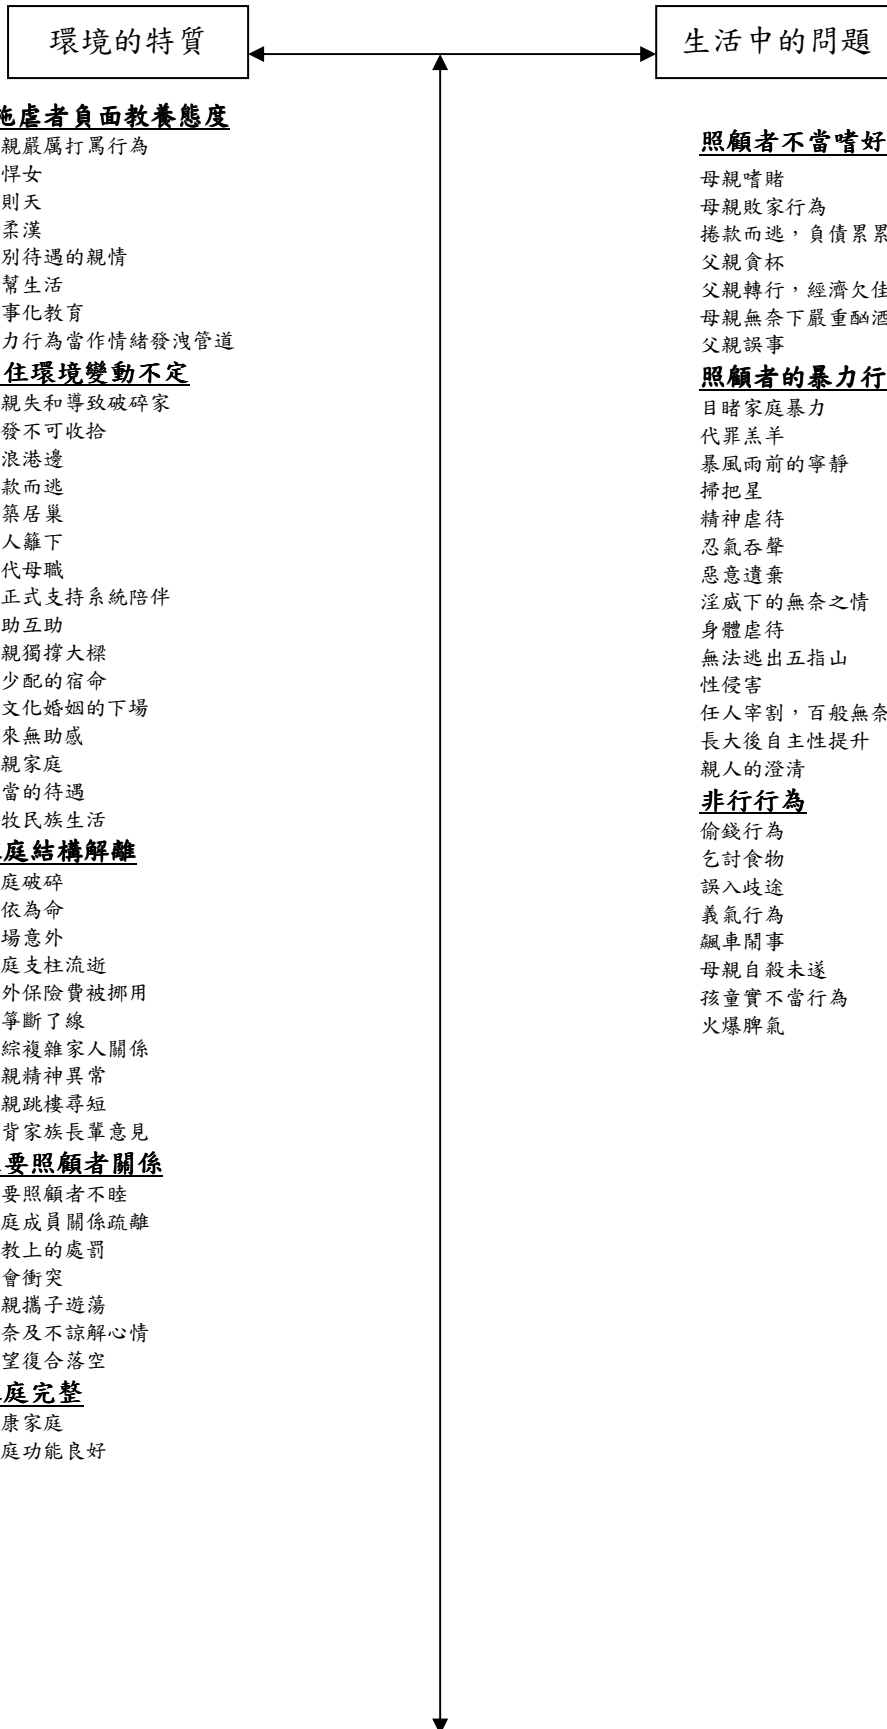 環境的特質
生活中的問題
施虐者負面教養態度
親嚴厲打罵行為
悍女
則天
柔漢
別待遇的親情
幫生活
事化教育
力行為當作情緒發洩管道
住環境變動不定
親失和導致破碎家
發不可收拾
浪港邊
款而逃
築居巢
人籬下
代母職
正式支持系統陪伴
助互助
親獨撐大樑
少配的宿命
文化婚姻的下場
來無助感
親家庭
當的待遇
牧民族生活
庭結構解離
庭破碎
依為命
場意外
庭支柱流逝
外保險費被挪用
箏斷了線
綜複雜家人關係
親精神異常
親跳樓尋短
背家族長輩意見
要照顧者關係
要照顧者不睦
庭成員關係疏離
教上的處罰
會衝突
親攜子遊蕩
奈及不諒解心情
望復合落空
庭完整
康家庭
庭功能良好
照顧者不當嗜好
母親嗜賭
母親敗家行為
捲款而逃，負債累累
父親貪杯
父親轉行，經濟欠佳
母親無奈下嚴重酗酒
父親誤事
照顧者的暴力行
目睹家庭暴力
代罪羔羊
暴風雨前的寧靜
掃把星
精神虐待
忍氣吞聲
惡意遺棄
淫威下的無奈之情
身體虐待
無法逃出五指山
性侵害
任人宰割，百般無奈
長大後自主性提升
親人的澄清
非行行為
偷錢行為
乞討食物
誤入歧途
義氣行為
飆車鬧事
母親自殺未遂
孩童實不當行為
火爆脾氣